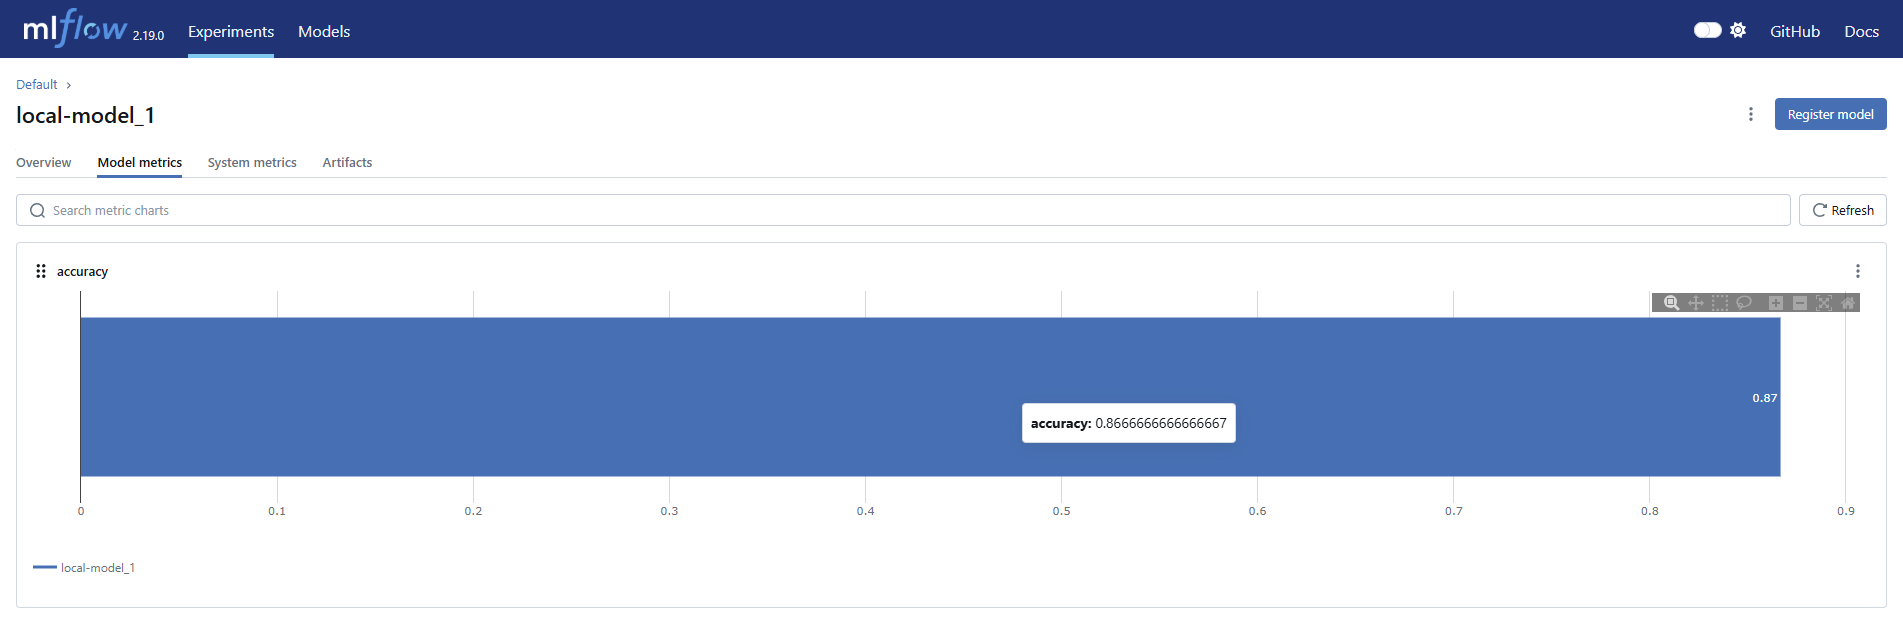 mlflow 2.19.0 Experiments Models GitHub Docs
Default
local-model_1
Register model
Overview Model metrics System metrics Artifacts
Search metric charts
Refresh
accuracy
0.87
accuracy: 0.8666666666666667
0 0.1 0.2 0.3 0.4 0.5 0.6 0.7 0.8 0.9
local-model_1